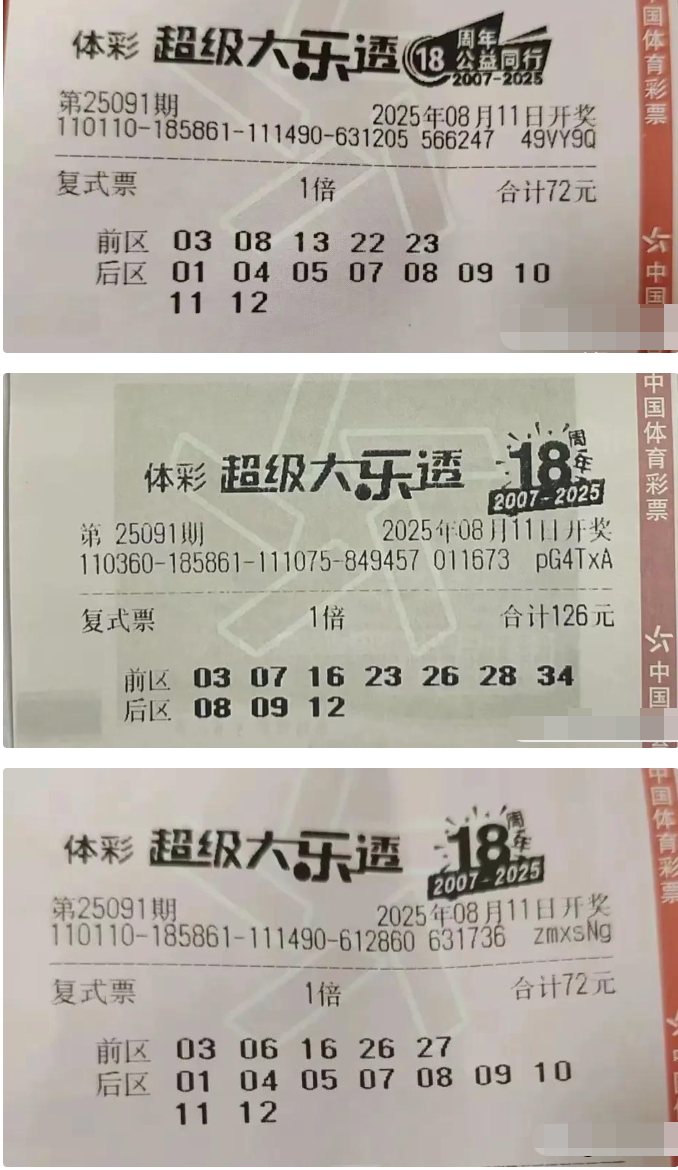 体彩 超级大乐透 18 周年 公益同行 2007-2025
第25091期 2025年08月11日开奖
110110-185861-111490-631205 566247 49VY9Q
复式票 1倍 合计72元
前区 03 08 13 22 23
后区 01 04 05 07 08 09 10
11 12
中国体育彩票
中国
体彩 超级大乐透 18周年 2007-2025
第 25091期 2025年08月11日开奖
110360-185861-111075-849457 011673 pG4TxA
复式票 1倍 合计126元
前区 03 07 16 23 26 28 34
后区 08 09 12
中国体育彩票
中国
体彩 超级大乐透 18周年 2007-2025
第25091期 2025年08月11日开奖
110110-185861-111490-612860 631736 zmxsNg
复式票 1倍 合计72元
前区 03 06 16 26 27
后区 01 04 05 07 08 09 10
11 12
中国体育彩票
中国